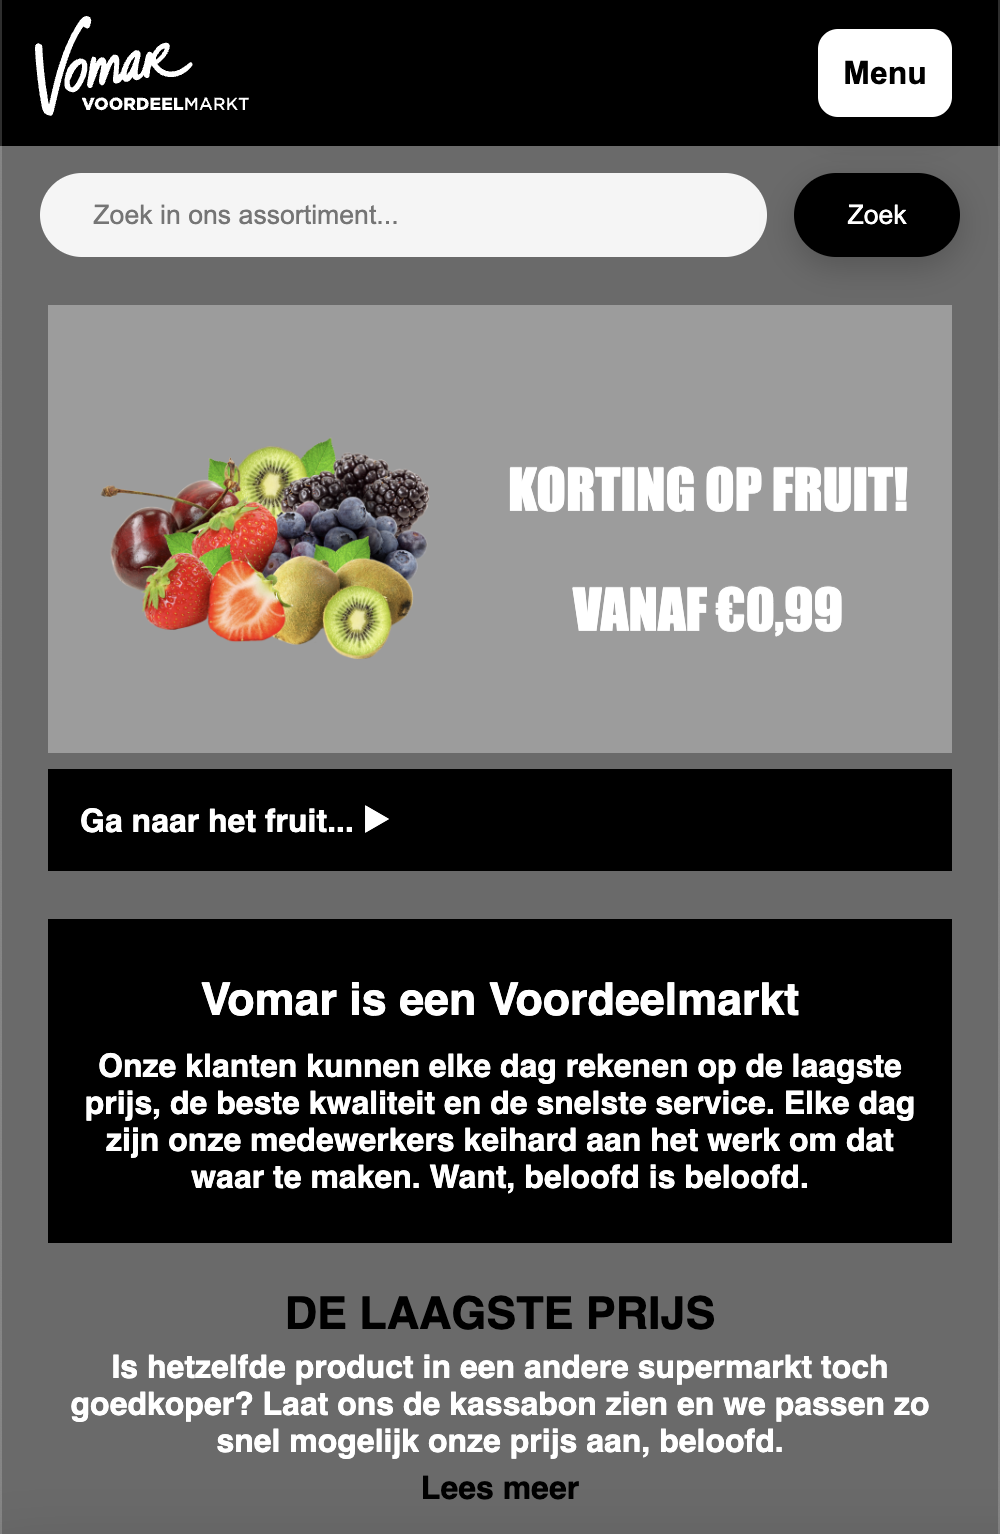 Vomar
VOORDEELMARKT
Menu
Zoek in ons assortiment...
Zoek
KORTING OP FRUIT!
VANAF €0,99
Ga naar het fruit...
Vomar is een Voordeelmarkt
Onze klanten kunnen elke dag rekenen op de laagste
prijs, de beste kwaliteit en de snelste service. Elke dag
zijn onze medewerkers keihard aan het werk om dat
waar te maken. Want, beloofd is beloofd.
DE LAAGSTE PRIJS
Is hetzelfde product in een andere supermarkt toch
goedkoper? Laat ons de kassabon zien en we passen zo
snel mogelijk onze prijs aan, beloofd.
Lees meer